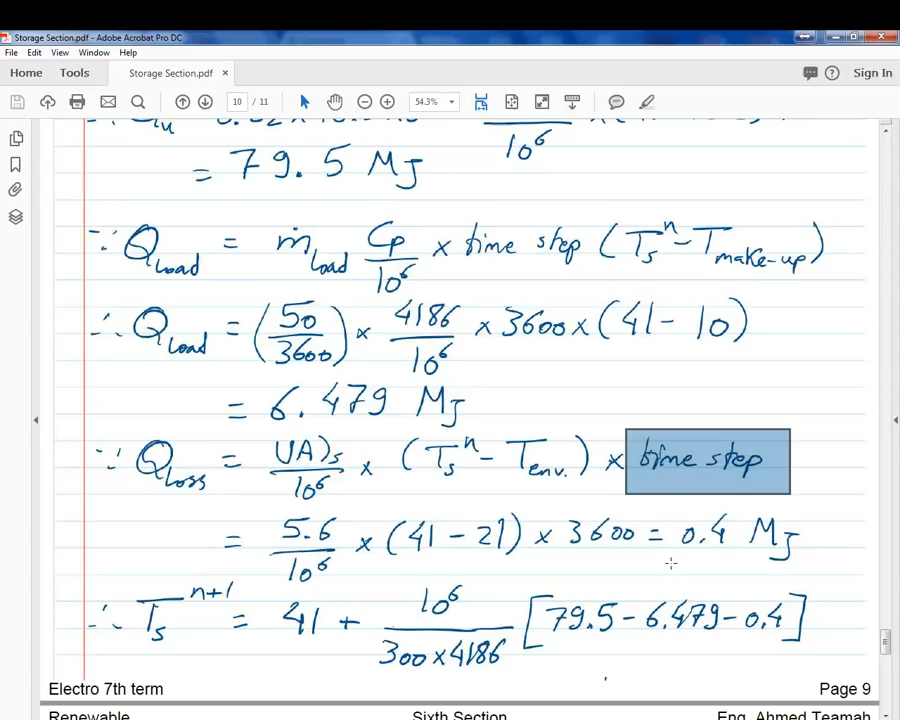 Storage Section.pdf - Adobe Acrobat Pro DC
File Edit View Window Help
Home Tools Storage Section.pdf × Sign In
10 / 11 54.3%
10⁶
= 79.5 MJ
∵ Q_Load = ṁ_Load Cp/10⁶ × time step (T_s^n - T_make-up)
∴ Q_Load = (50/3600) × 4186/10⁶ × 3600 × (41 - 10)
= 6.479 MJ
∵ Q_Loss = UA)_s/10⁶ × (T_s^n - T_env.) × time step
= 5.6/10⁶ × (41 - 21) × 3600 = 0.4 MJ
∴ T_s^n+1 = 41 + 10⁶/300×4186 [79.5 - 6.479 - 0.4]
Electro 7th term Page 9
Renewable Sixth Section Eng. Ahmed Teamah